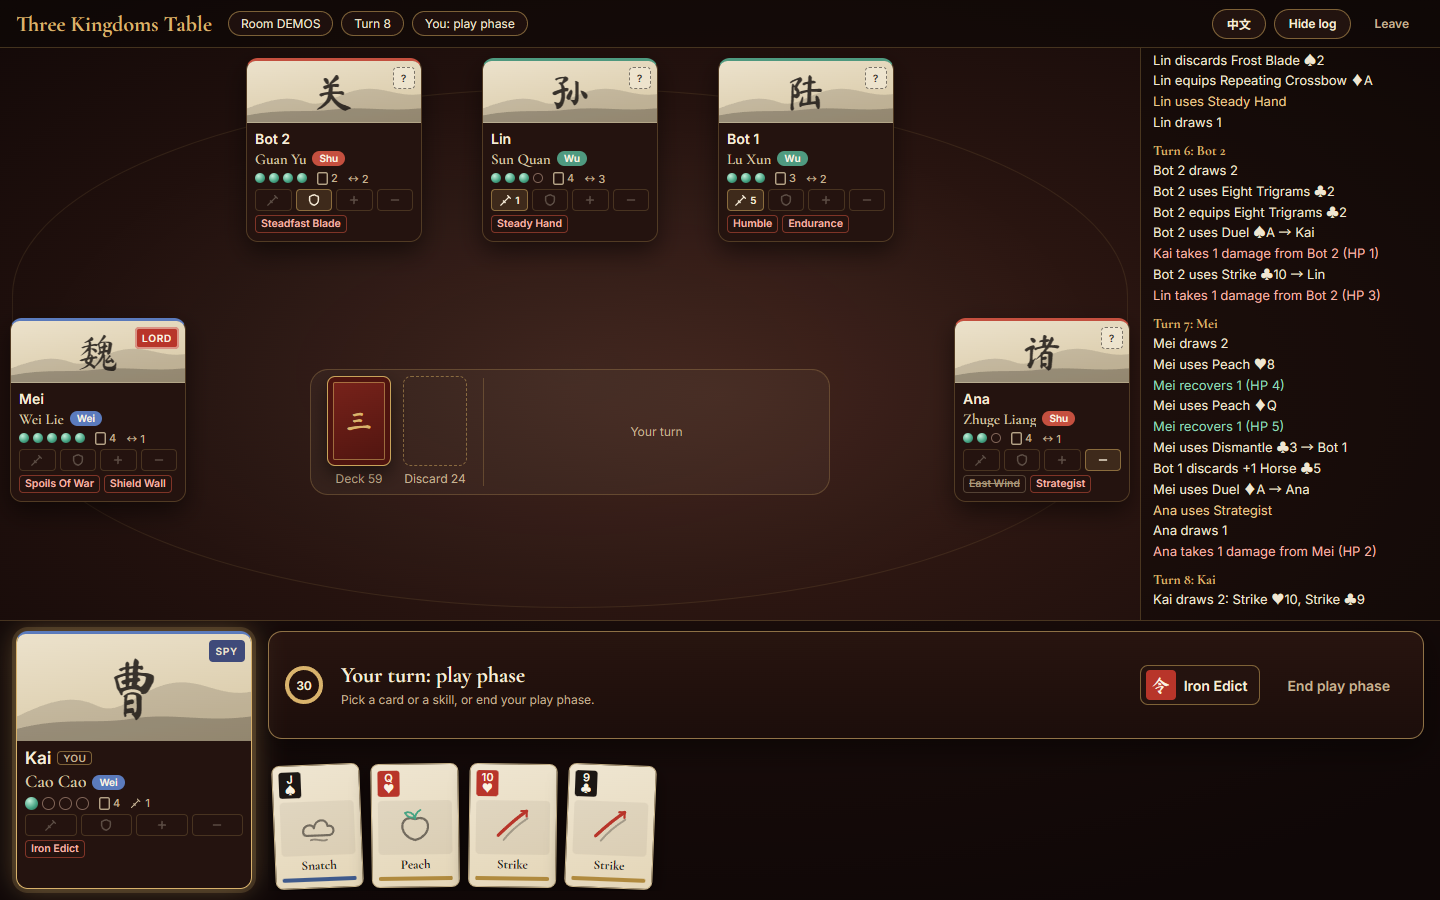 Three Kingdoms Table
Room DEMOS
Turn 8
You: play phase
中文
Hide log
Leave
关
?
Bot 2
Guan Yu Shu
2 ↔ 2
Steadfast Blade
孙
?
Lin
Sun Quan Wu
4 ↔ 3
1 + −
Steady Hand
陆
?
Bot 1
Lu Xun Wu
3 ↔ 2
5 + −
Humble Endurance
魏
LORD
Mei
Wei Lie Wei
4 ↔ 1
+ −
Spoils Of War Shield Wall
三
Deck 59
Discard 24
Your turn
诸
?
Ana
Zhuge Liang Shu
4 ↔ 1
+ −
East Wind Strategist
Lin discards Frost Blade ♠2
Lin equips Repeating Crossbow ♦A
Lin uses Steady Hand
Lin draws 1
Turn 6: Bot 2
Bot 2 draws 2
Bot 2 uses Eight Trigrams ♣2
Bot 2 equips Eight Trigrams ♣2
Bot 2 uses Duel ♠A → Kai
Kai takes 1 damage from Bot 2 (HP 1)
Bot 2 uses Strike ♣10 → Lin
Lin takes 1 damage from Bot 2 (HP 3)
Turn 7: Mei
Mei draws 2
Mei uses Peach ♥8
Mei recovers 1 (HP 4)
Mei uses Peach ♦Q
Mei recovers 1 (HP 5)
Mei uses Dismantle ♣3 → Bot 1
Bot 1 discards +1 Horse ♣5
Mei uses Duel ♦A → Ana
Ana uses Strategist
Ana draws 1
Ana takes 1 damage from Mei (HP 2)
Turn 8: Kai
Kai draws 2: Strike ♥10, Strike ♣9
曹
SPY
Kai YOU
Cao Cao Wei
4 1
+ −
Iron Edict
30
Your turn: play phase
Pick a card or a skill, or end your play phase.
令 Iron Edict
End play phase
J♠
Snatch
Q♥
Peach
10♥
Strike
9♣
Strike